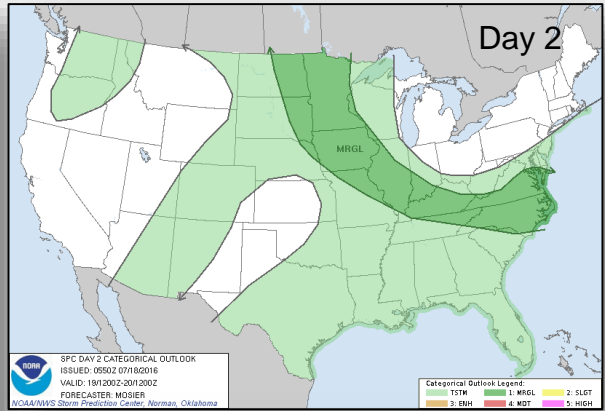 Day 2
MRGL
NOAA
SPC DAY 2 CATEGORICAL OUTLOOK
ISSUED: 0550Z 07/18/2016
VALID: 19/1200Z-20/1200Z
FORECASTER: MOSIER
NOAA/NWS Storm Prediction Center, Norman, Oklahoma
Categorical Outlook Legend:
TSTM 1: MRGL 2: SLGT
3: ENH 4: MDT 5: HIGH